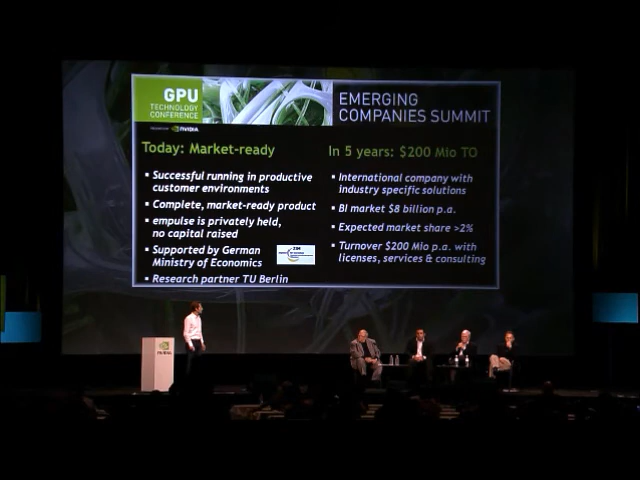 GPU
TECHNOLOGY
CONFERENCE
NVIDIA
EMERGING
COMPANIES SUMMIT
Today: Market-ready
Successful running in productive
customer environments
Complete, market-ready product
empulse is privately held,
no capital raised
Supported by German
Ministry of Economics
Research partner TU Berlin
ZIM
In 5 years: $200 Mio TO
International company with
industry specific solutions
BI market $8 billion p.a.
Expected market share >2%
Turnover $200 Mio p.a. with
licenses, services & consulting
NVIDIA